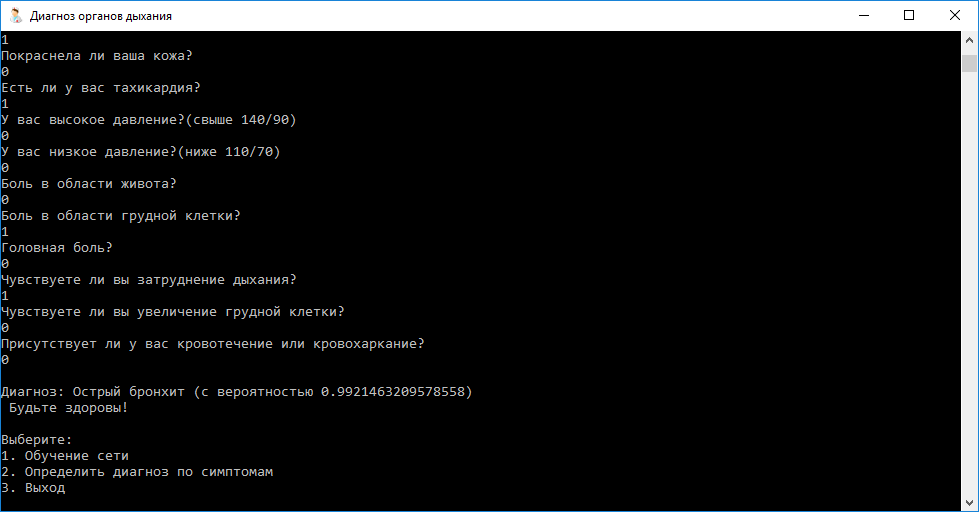 Диагноз органов дыхания
1
Покраснела ли ваша кожа?
0
Есть ли у вас тахикардия?
1
У вас высокое давление?(свыше 140/90)
0
У вас низкое давление?(ниже 110/70)
0
Боль в области живота?
0
Боль в области грудной клетки?
1
Головная боль?
0
Чувствуете ли вы затруднение дыхания?
1
Чувствуете ли вы увеличение грудной клетки?
0
Присутствует ли у вас кровотечение или кровохаркание?
0
Диагноз: Острый бронхит (с вероятностью 0.9921463209578558)
Будьте здоровы!
Выберите:
1. Обучение сети
2. Определить диагноз по симптомам
3. Выход